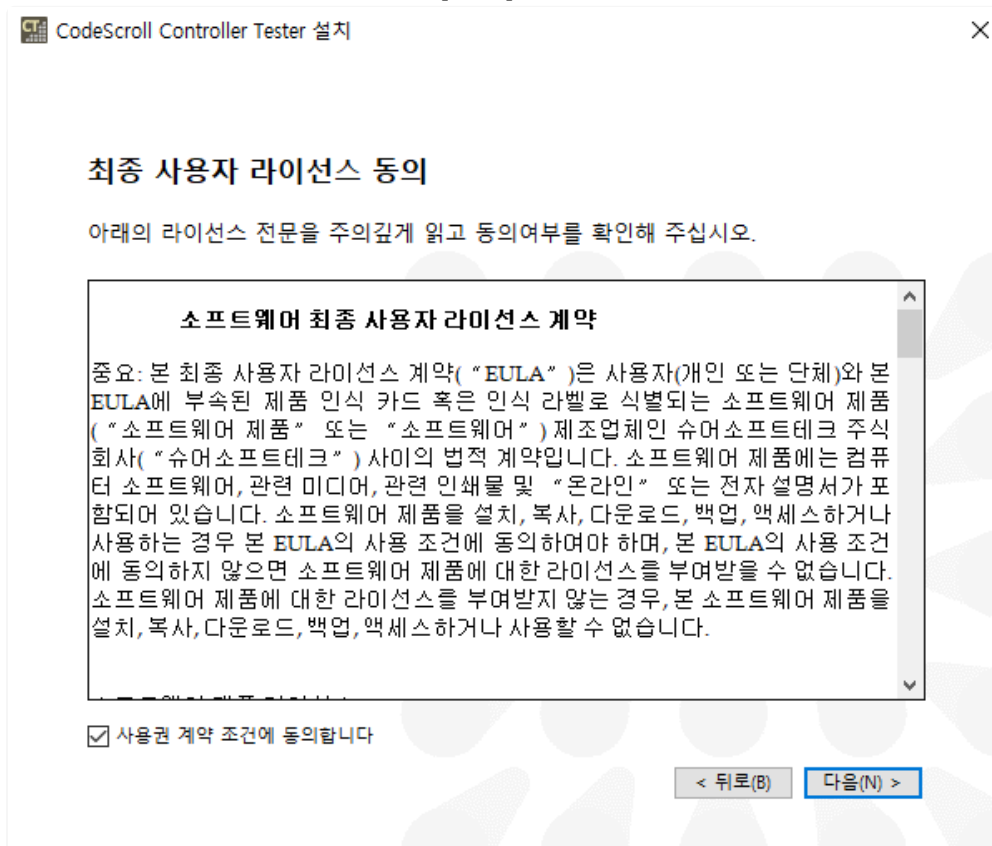 CodeScroll Controller Tester 설치
최종 사용자 라이선스 동의
아래의 라이선스 전문을 주의깊게 읽고 동의여부를 확인해 주십시오.
소프트웨어 최종 사용자 라이선스 계약
중요: 본 최종 사용자 라이선스 계약( “EULA” )은 사용자(개인 또는 단체)와 본
EULA에 부속된 제품 인식 카드 혹은 인식 라벨로 식별되는 소프트웨어 제품
( “소프트웨어 제품” 또는 “소프트웨어” ) 제조업체인 슈어소프트테크 주식
회사( “슈어소프트테크” ) 사이의 법적 계약입니다. 소프트웨어 제품에는 컴퓨
터 소프트웨어, 관련 미디어, 관련 인쇄물 및 “온라인” 또는 전자 설명서가 포
함되어 있습니다. 소프트웨어 제품을 설치, 복사, 다운로드, 백업, 액세스하거나
사용하는 경우 본 EULA의 사용 조건에 동의하여야 하며, 본 EULA의 사용 조건
에 동의하지 않으면 소프트웨어 제품에 대한 라이선스를 부여받을 수 없습니다.
소프트웨어 제품에 대한 라이선스를 부여받지 않는 경우, 본 소프트웨어 제품을
설치, 복사, 다운로드, 백업, 액세스하거나 사용할 수 없습니다.
사용권 계약 조건에 동의합니다
< 뒤로(B) 다음(N) >